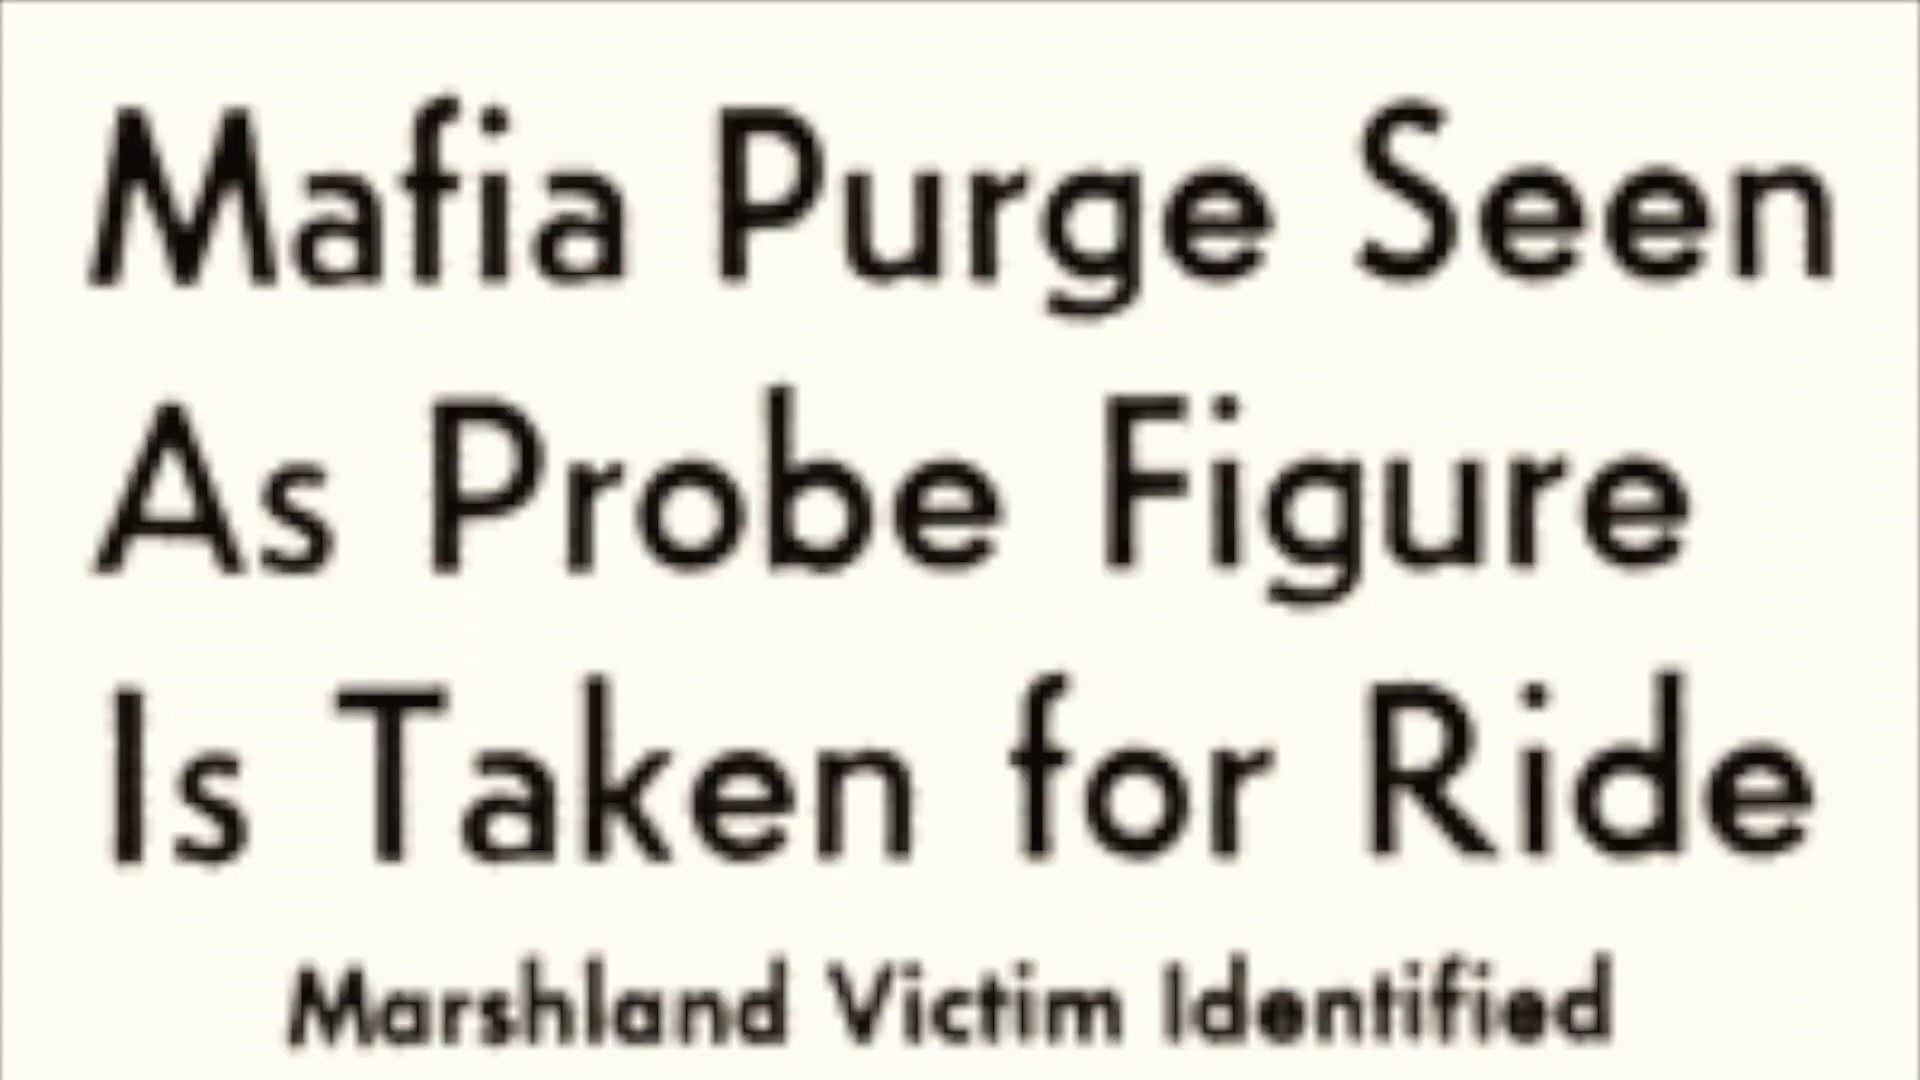 Mafia Purge Seen
As Probe Figure
Is Taken for Ride
Marshland Victim Identified